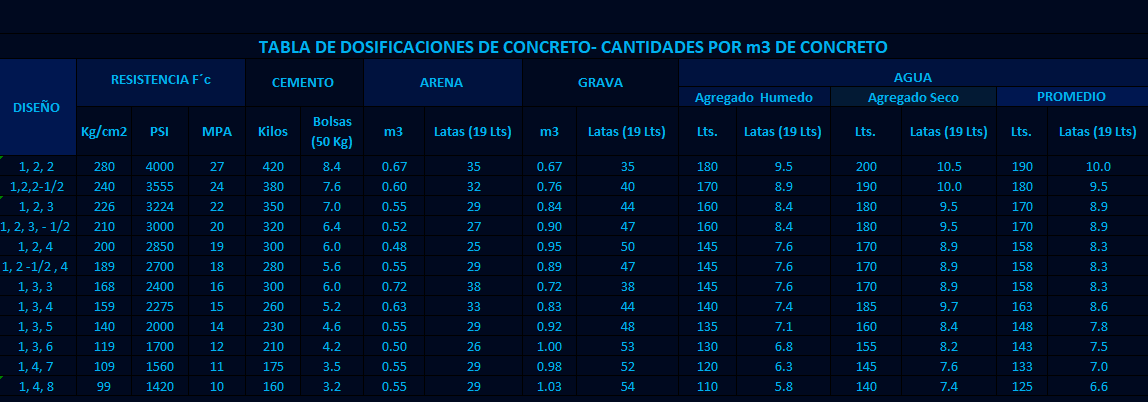 TABLA DE DOSIFICACIONES DE CONCRETO- CANTIDADES POR m3 DE CONCRETO
DISEÑO RESISTENCIA F´c CEMENTO ARENA GRAVA AGUA
Agregado Humedo Agregado Seco PROMEDIO
Kg/cm2 PSI MPA Kilos Bolsas (50 Kg) m3 Latas (19 Lts) m3 Latas (19 Lts) Lts. Latas (19 Lts) Lts. Latas (19 Lts) Lts. Latas (19 Lts)
1, 2, 2 280 4000 27 420 8.4 0.67 35 0.67 35 180 9.5 200 10.5 190 10.0
1,2,2-1/2 240 3555 24 380 7.6 0.60 32 0.76 40 170 8.9 190 10.0 180 9.5
1, 2, 3 226 3224 22 350 7.0 0.55 29 0.84 44 160 8.4 180 9.5 170 8.9
1, 2, 3, - 1/2 210 3000 20 320 6.4 0.52 27 0.90 47 160 8.4 180 9.5 170 8.9
1, 2, 4 200 2850 19 300 6.0 0.48 25 0.95 50 145 7.6 170 8.9 158 8.3
1, 2 -1/2 , 4 189 2700 18 280 5.6 0.55 29 0.89 47 145 7.6 170 8.9 158 8.3
1, 3, 3 168 2400 16 300 6.0 0.72 38 0.72 38 145 7.6 170 8.9 158 8.3
1, 3, 4 159 2275 15 260 5.2 0.63 33 0.83 44 140 7.4 185 9.7 163 8.6
1, 3, 5 140 2000 14 230 4.6 0.55 29 0.92 48 135 7.1 160 8.4 148 7.8
1, 3, 6 119 1700 12 210 4.2 0.50 26 1.00 53 130 6.8 155 8.2 143 7.5
1, 4, 7 109 1560 11 175 3.5 0.55 29 0.98 52 120 6.3 145 7.6 133 7.0
1, 4, 8 99 1420 10 160 3.2 0.55 29 1.03 54 110 5.8 140 7.4 125 6.6